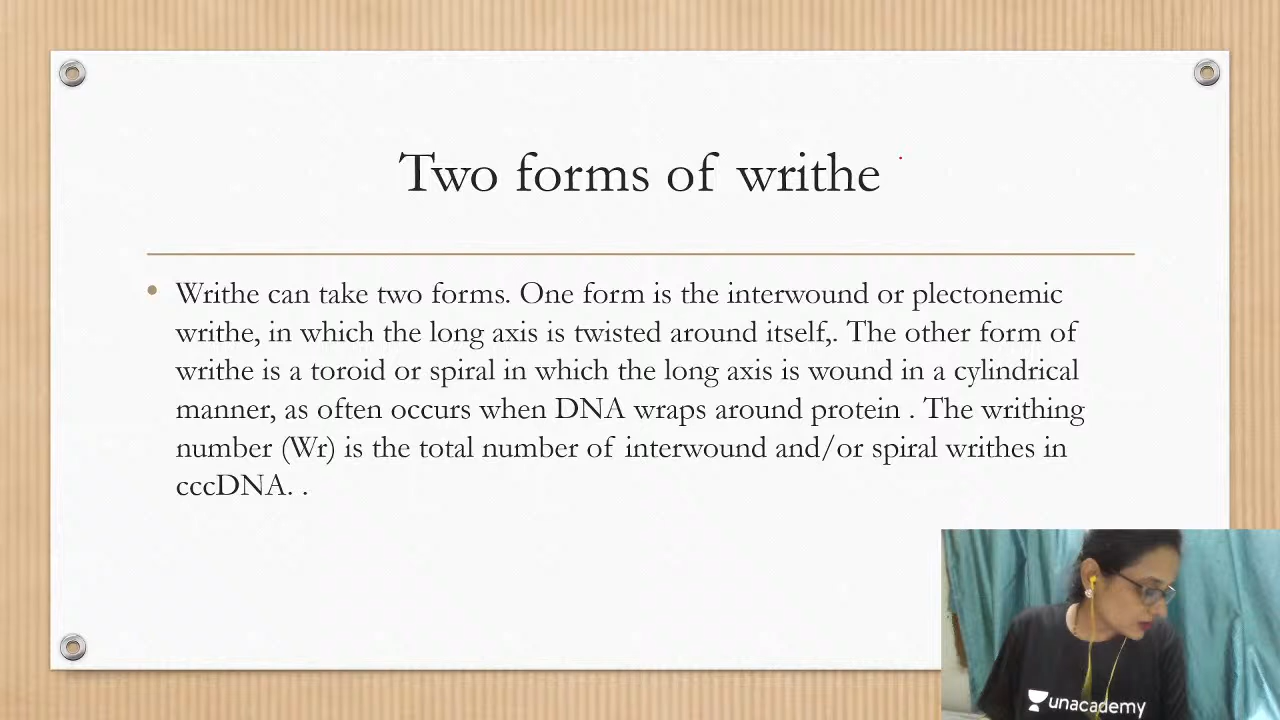 Two forms of writhe
• Writhe can take two forms. One form is the interwound or plectonemic
writhe, in which the long axis is twisted around itself,. The other form of
writhe is a toroid or spiral in which the long axis is wound in a cylindrical
manner, as often occurs when DNA wraps around protein . The writhing
number (Wr) is the total number of interwound and/or spiral writhes in
cccDNA. .
unacademy